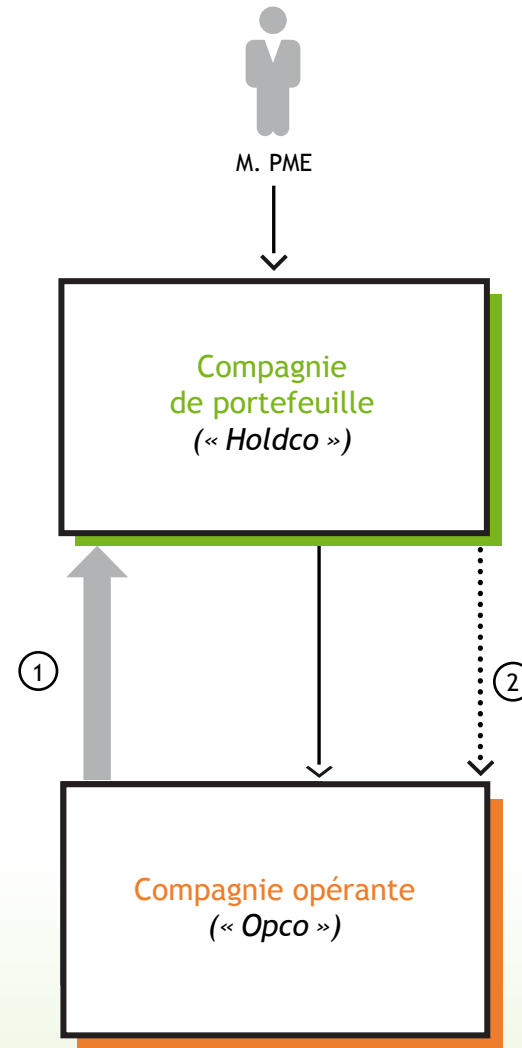 M. PME
Compagnie
de portefeuille
(« Holdco »)
1
2
Compagnie opérante
(« Opco »)